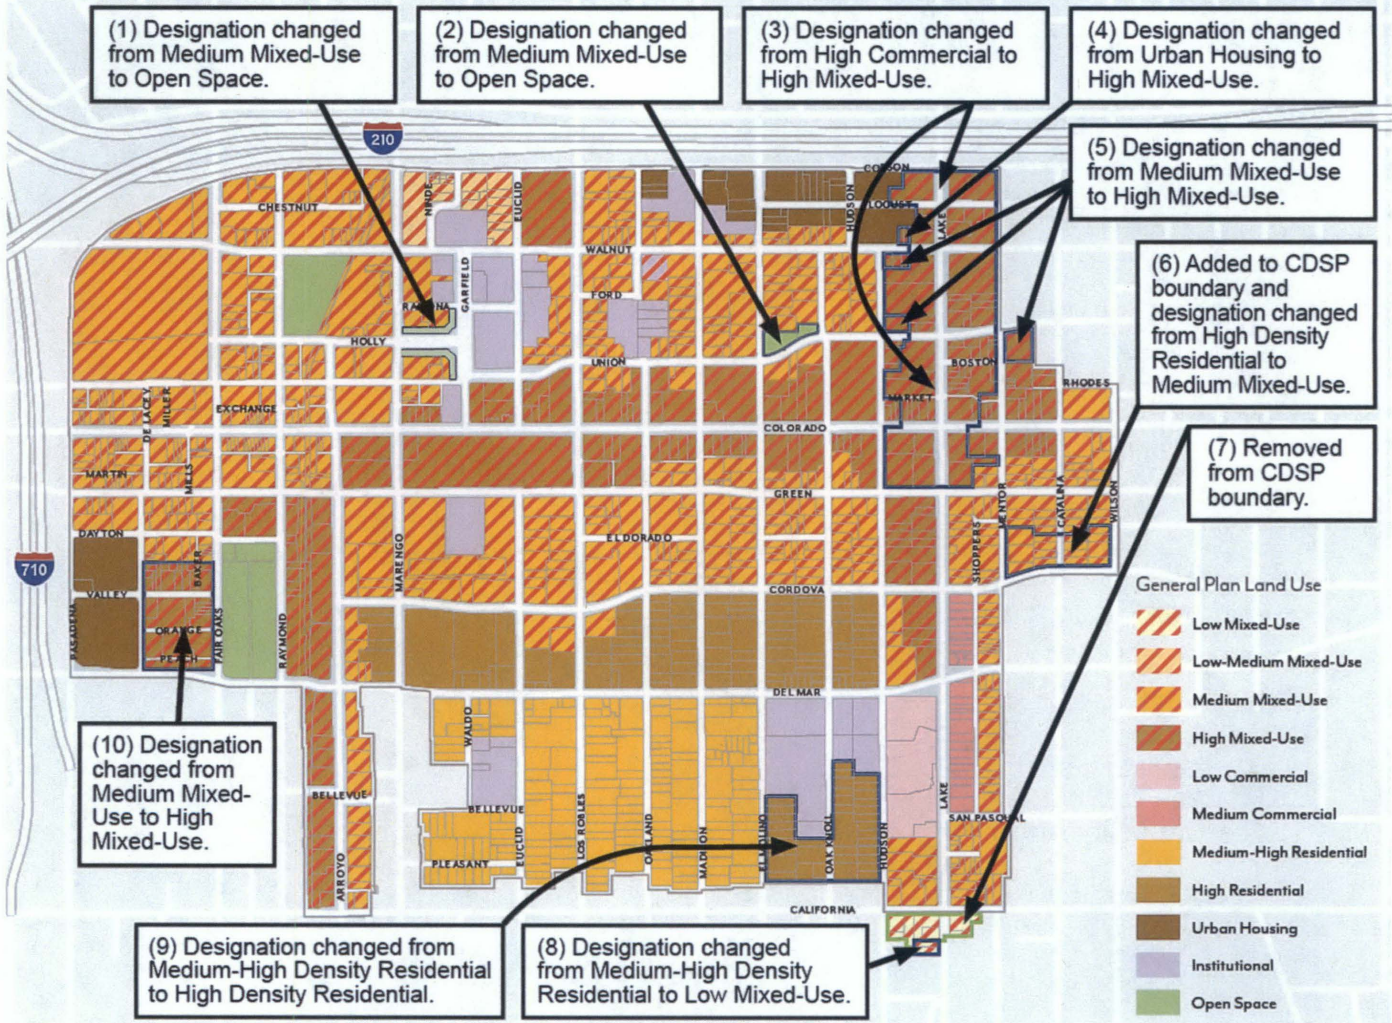 (1) Designation changed
from Medium Mixed-Use
to Open Space.
(2) Designation changed
from Medium Mixed-Use
to Open Space.
(3) Designation changed
from High Commercial to
High Mixed-Use.
(4) Designation changed
from Urban Housing to
High Mixed-Use.
(5) Designation changed
from Medium Mixed-Use
to High Mixed-Use.
(6) Added to CDSP
boundary and
designation changed
from High Density
Residential to
Medium Mixed-Use.
(7) Removed
from CDSP
boundary.
210
710
CORSON
CHESTNUT
NINDE
EUCLID
HUDSON
LOCUST
LAKE
WALNUT
GARFIELD
FORD
RAMONA
HOLLY
UNION
BOSTON
RHODES
DE LACEY
MILLER
EXCHANGE
MARKET
COLORADO
MARTIN
MILLS
GREEN
MENTOR
CATALINA
WILSON
DAYTON
EL DORADO
SHOPPERS
BAKER
MARENGO
VALLEY
CORDOVA
PASADENA
ORANGE
FAIR OAKS
RAYMOND
PEACH
DEL MAR
WALDO
BELLEVUE
BELLEVUE
LAKE
SAN PASQUAL
EUCLID
LOS ROBLES
OAKLAND
MADISON
EL MOLINO
OAK KNOLL
HUDSON
PLEASANT
ARROYO
CALIFORNIA
General Plan Land Use
Low Mixed-Use
Low-Medium Mixed-Use
Medium Mixed-Use
High Mixed-Use
Low Commercial
Medium Commercial
Medium-High Residential
High Residential
Urban Housing
Institutional
Open Space
(10) Designation
changed from
Medium Mixed-
Use to High
Mixed-Use.
(9) Designation changed from
Medium-High Density Residential
to High Density Residential.
(8) Designation changed
from Medium-High Density
Residential to Low Mixed-Use.